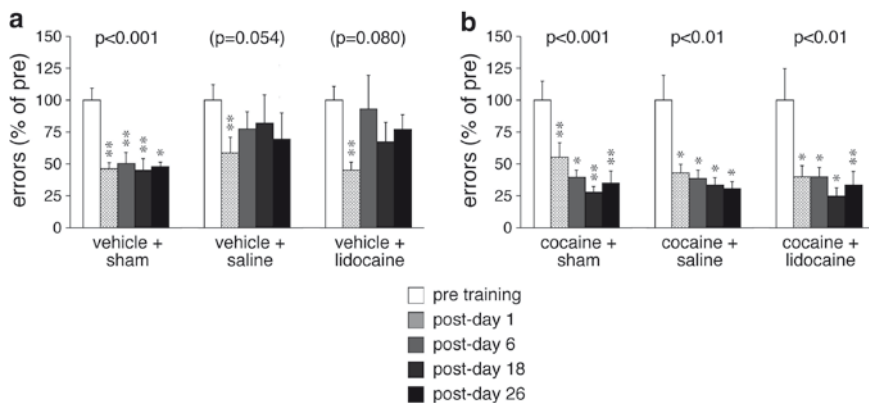 a
p<0.001 (p=0.054) (p=0.080)
errors (% of pre)
150
125
100
75
50
25
0
** ** ** * ** **
vehicle + sham
vehicle + saline
vehicle + lidocaine
b
p<0.001 p<0.01 p<0.01
errors (% of pre)
150
125
100
75
50
25
0
** * ** ** * * * * * * * **
cocaine + sham
cocaine + saline
cocaine + lidocaine
pre training
post-day 1
post-day 6
post-day 18
post-day 26